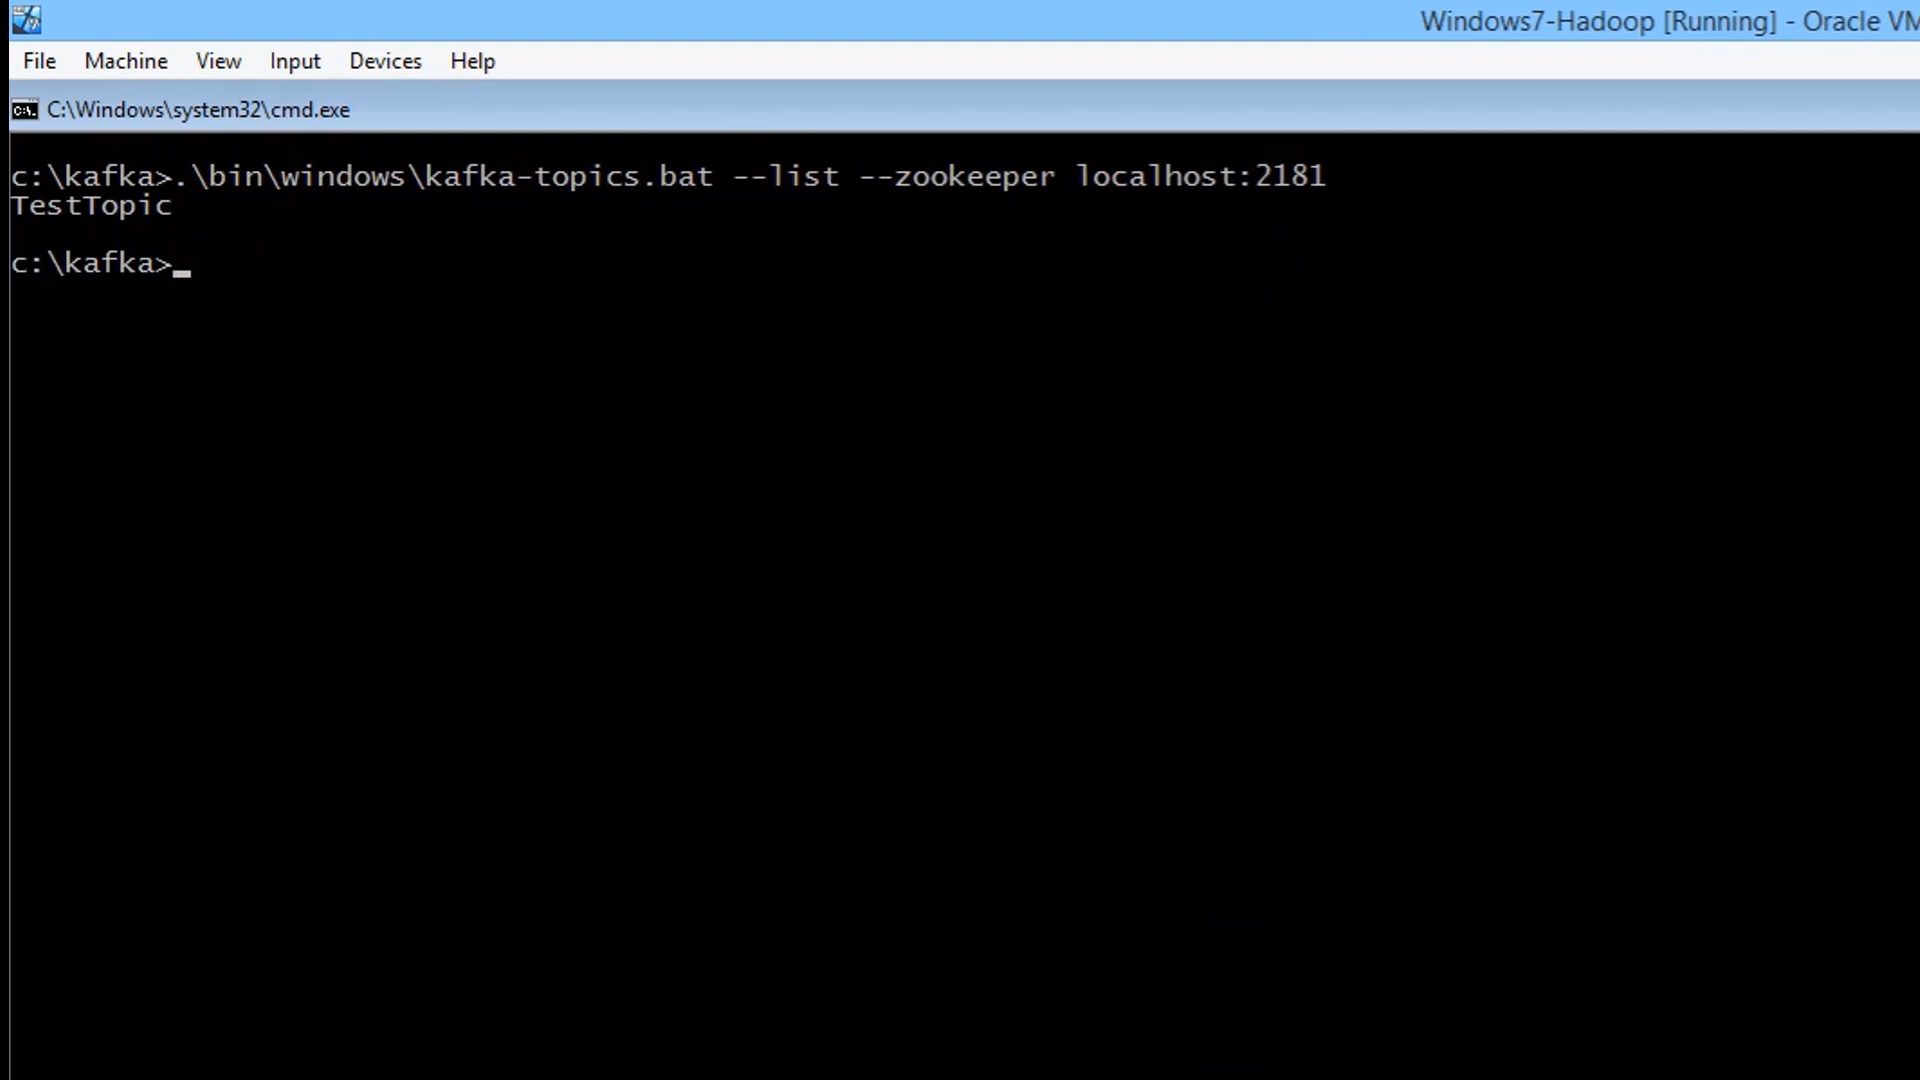 Windows7-Hadoop [Running] - Oracle VM
File Machine View Input Devices Help
C:\Windows\system32\cmd.exe
c:\kafka>.\bin\windows\kafka-topics.bat --list --zookeeper localhost:2181
TestTopic
c:\kafka>_